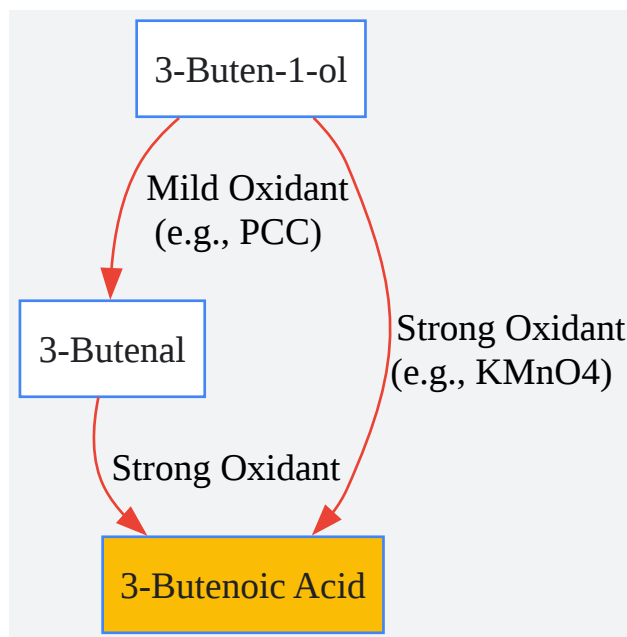 3-Buten-1-ol
Mild Oxidant
(e.g., PCC)
3-Butenal
Strong Oxidant
(e.g., KMnO4)
Strong Oxidant
3-Butenoic Acid